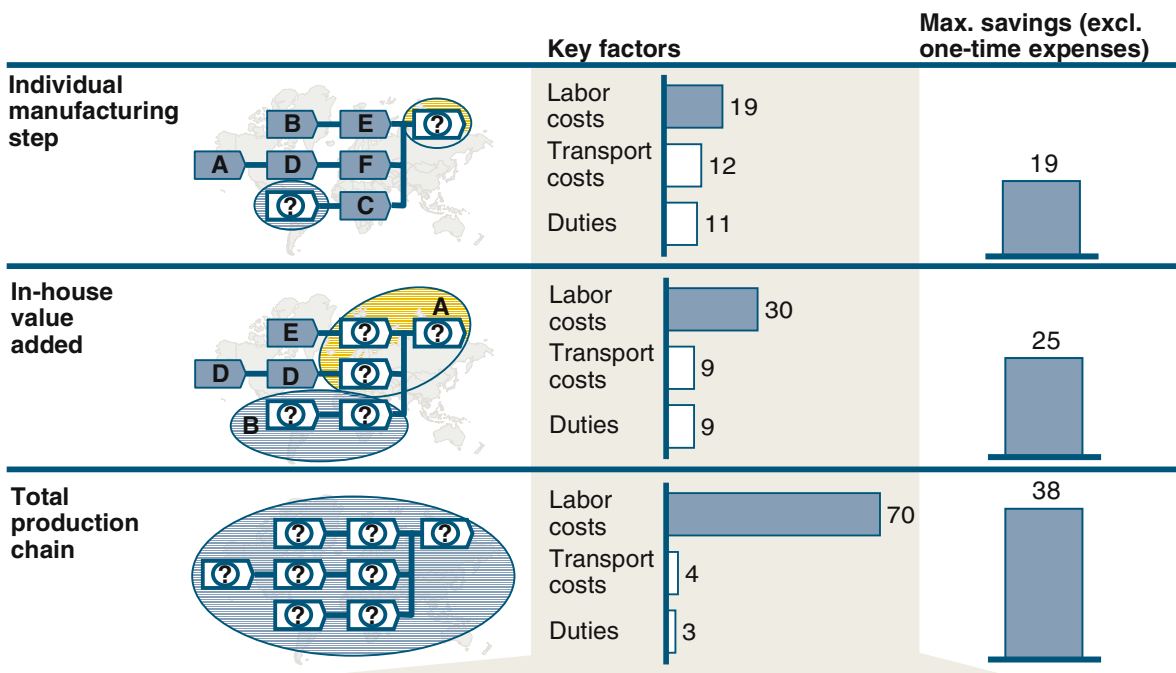 Key factors
Max. savings (excl.
one-time expenses)
Individual
manufacturing
step
B
E
?
A
D
F
?
C
Labor
costs
19
Transport
costs
12
Duties
11
19
In-house
value
added
A
E
?
?
D
D
?
B
?
?
Labor
costs
30
Transport
costs
9
Duties
9
25
Total
production
chain
?
?
?
?
?
?
?
?
Labor
costs
70
Transport
costs
4
Duties
3
38